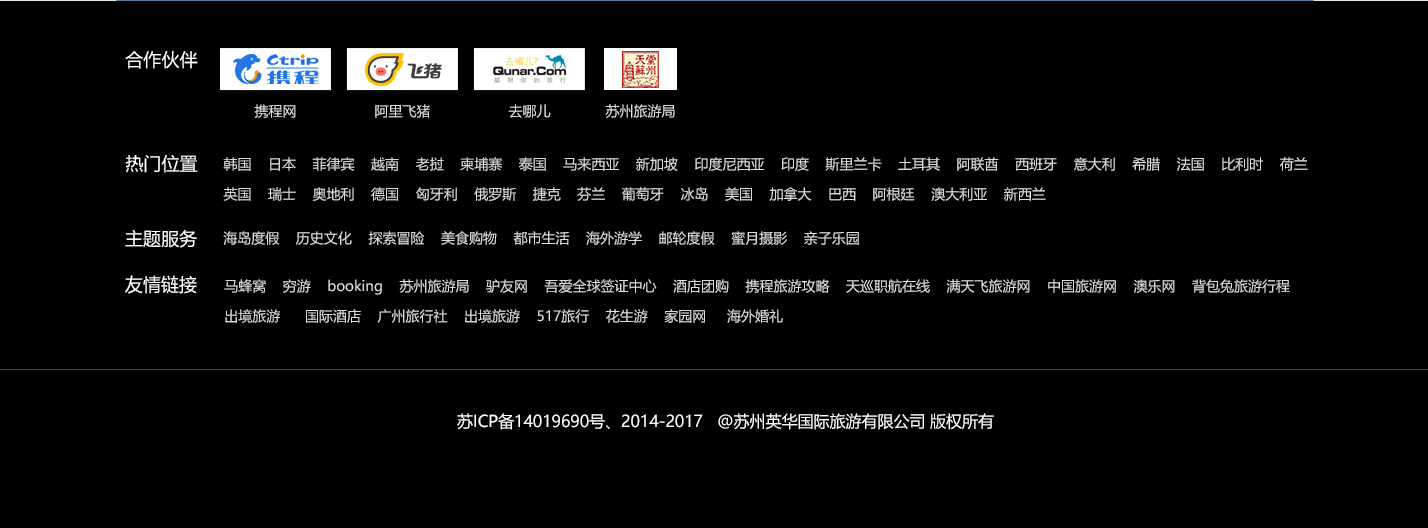 合作伙伴
Ctrip
携程
飞猪
去哪儿?
Qunar.Com
聪明你的旅行
携程网 阿里飞猪 去哪儿 苏州旅游局
热门位置 韩国 日本 菲律宾 越南 老挝 柬埔寨 泰国 马来西亚 新加坡 印度尼西亚 印度 斯里兰卡 土耳其 阿联酋 西班牙 意大利 希腊 法国 比利时 荷兰
英国 瑞士 奥地利 德国 匈牙利 俄罗斯 捷克 芬兰 葡萄牙 冰岛 美国 加拿大 巴西 阿根廷 澳大利亚 新西兰
主题服务 海岛度假 历史文化 探索冒险 美食购物 都市生活 海外游学 邮轮度假 蜜月摄影 亲子乐园
友情链接 马蜂窝 穷游 booking 苏州旅游局 驴友网 吾爱全球签证中心 酒店团购 携程旅游攻略 天巡职航在线 满天飞旅游网 中国旅游网 澳乐网 背包兔旅游行程
出境旅游 国际酒店 广州旅行社 出境旅游 517旅行 花生游 家园网 海外婚礼
苏ICP备14019690号、2014-2017 @苏州英华国际旅游有限公司 版权所有